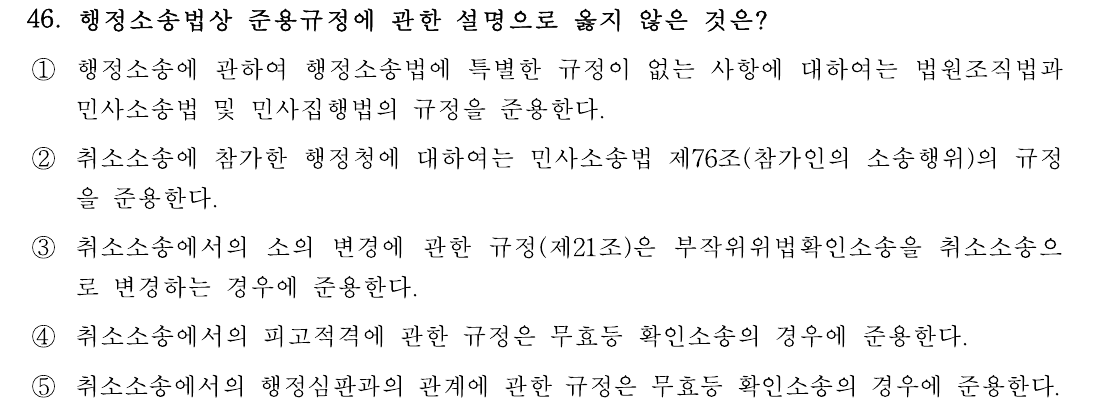 46. 행정소송법상 준용규정에 관한 설명으로 옳지 않은 것은?
① 행정소송에 관하여 행정소송법에 특별한 규정이 없는 사항에 대하여는 법원조직법과
민사소송법 및 민사집행법의 규정을 준용한다.
② 취소소송에 참가한 행정청에 대하여는 민사소송법 제76조(참가인의 소송행위)의 규정
을 준용한다.
③ 취소소송에서의 소의 변경에 관한 규정(제21조)은 부작위위법확인소송을 취소소송으
로 변경하는 경우에 준용한다.
④ 취소소송에서의 피고적격에 관한 규정은 무효등 확인소송의 경우에 준용한다.
⑤ 취소소송에서의 행정심판과의 관계에 관한 규정은 무효등 확인소송의 경우에 준용한다.